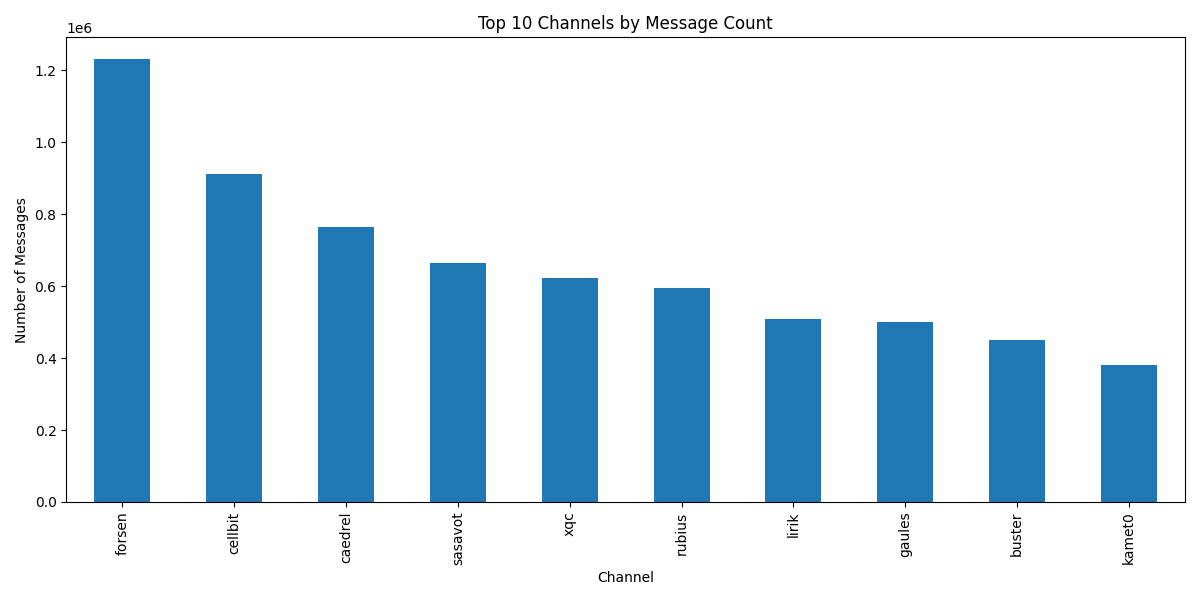 Top 10 Channels by Message Count
1e6
1.2
1.0
0.8
0.6
0.4
0.2
0.0
Number of Messages
forsen
cellbit
caedrel
sasavot
xqc
rubius
lirik
gaules
buster
kamet0
Channel